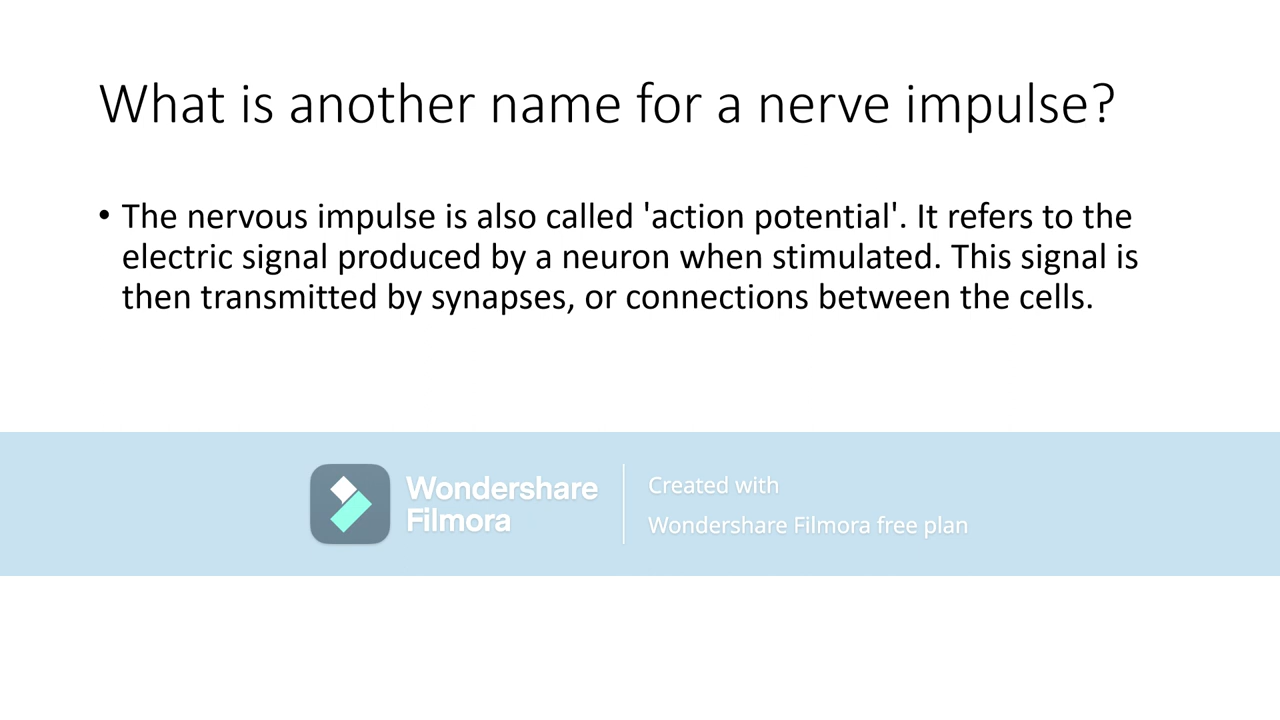 What is another name for a nerve impulse?
• The nervous impulse is also called 'action potential'. It refers to the
electric signal produced by a neuron when stimulated. This signal is
then transmitted by synapses, or connections between the cells.
Wondershare
Filmora
Created with
Wondershare Filmora free plan